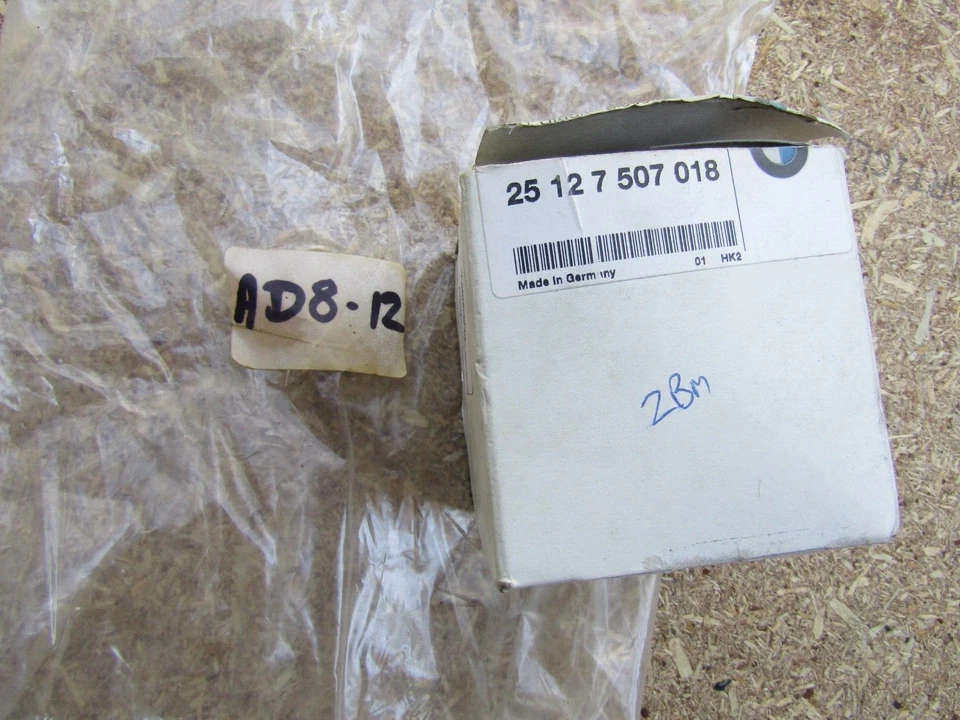 AD8-12
25 12 7 507 018
01 HK2
Made in Germany
ZBM